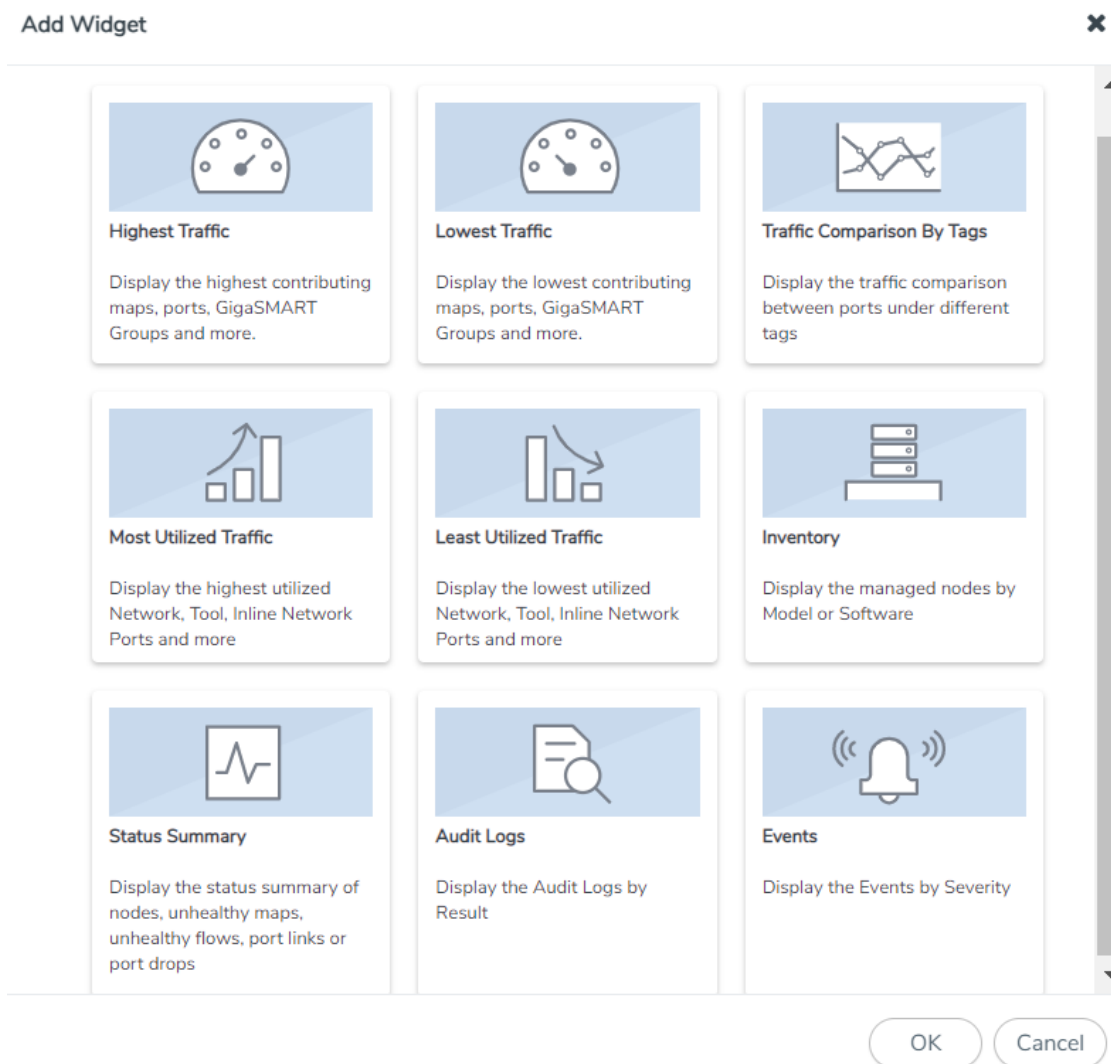 Add Widget
Highest Traffic
Display the highest contributing
maps, ports, GigaSMART
Groups and more.
Lowest Traffic
Display the lowest contributing
maps, ports, GigaSMART
Groups and more.
Traffic Comparison By Tags
Display the traffic comparison
between ports under different
tags
Most Utilized Traffic
Display the highest utilized
Network, Tool, Inline Network
Ports and more
Least Utilized Traffic
Display the lowest utilized
Network, Tool, Inline Network
Ports and more
Inventory
Display the managed nodes by
Model or Software
Status Summary
Display the status summary of
nodes, unhealthy maps,
unhealthy flows, port links or
port drops
Audit Logs
Display the Audit Logs by
Result
Events
Display the Events by Severity
OK
Cancel